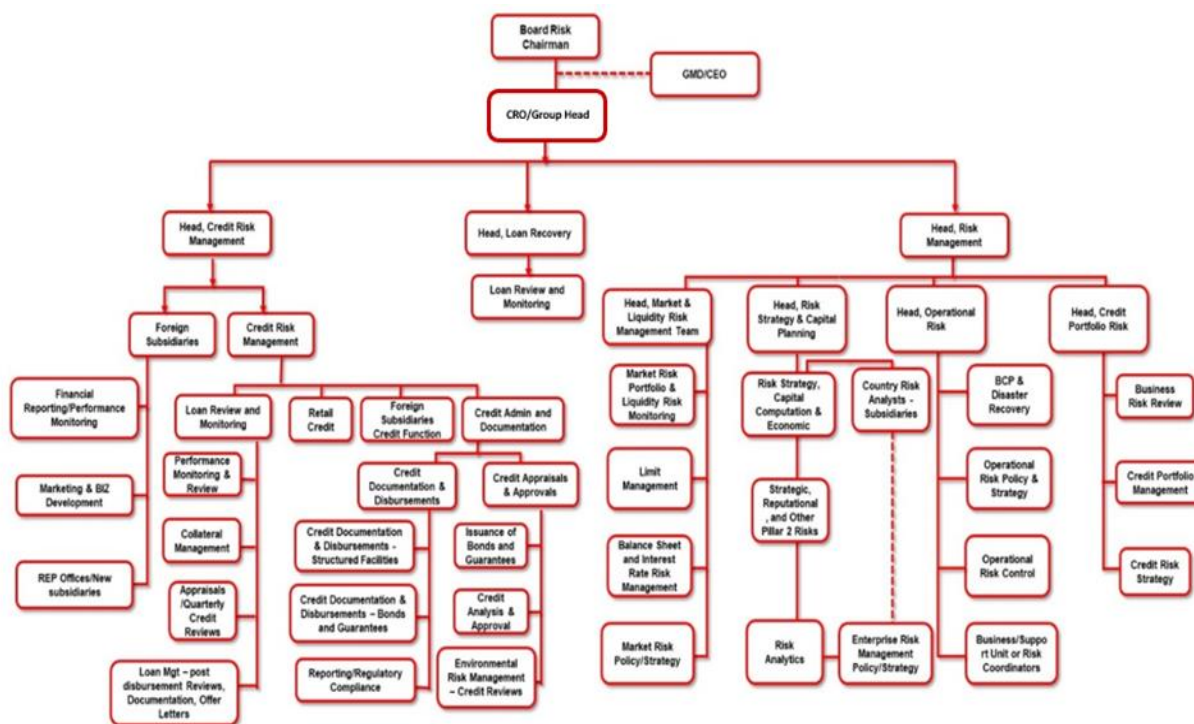 Board Risk
Chairman
GMD/CEO
CRO/Group Head
Head, Credit Risk
Management
Head, Loan Recovery
Head, Risk
Management
Loan Review and
Monitoring
Foreign
Subsidiaries
Credit Risk
Management
Head, Market &
Liquidity Risk
Management Team
Head, Risk
Strategy & Capital
Planning
Head, Operational
Risk
Head, Credit
Portfolio Risk
Financial
Reporting/Performance
Monitoring
Marketing & BIZ
Development
REP Offices/New
subsidiaries
Loan Review and
Monitoring
Retail
Credit
Foreign
Subsidiaries
Credit Function
Credit Admin and
Documentation
Performance
Monitoring &
Review
Collateral
Management
Appraisals
/Quarterly
Credit
Reviews
Loan Mgt – post
disbursement Reviews,
Documentation, Offer
Letters
Credit
Documentation
& Disbursements
Credit Appraisals
& Approvals
Credit Documentation
& Disbursements -
Structured Facilities
Credit Documentation &
Disbursements – Bonds
and Guarantees
Reporting/Regulatory
Compliance
Issuance of
Bonds and
Guarantees
Credit
Analysis &
Approval
Environmental
Risk Management
– Credit Reviews
Market Risk
Portfolio &
Liquidity Risk
Monitoring
Limit
Management
Balance Sheet and
Interest
Rate Risk
Management
Market Risk
Policy/Strategy
Risk Strategy,
Capital
Computation &
Economic
Country Risk
Analysts -
Subsidiaries
Strategic,
Reputational
, and Other
Pillar 2 Risks
Risk
Analytics
Enterprise Risk
Management
Policy/Strategy
BCP &
Disaster
Recovery
Operational
Risk Policy &
Strategy
Operational
Risk Control
Business/Suppo
rt Unit or Risk
Coordinators
Business
Risk Review
Credit Portfolio
Management
Credit Risk
Strategy